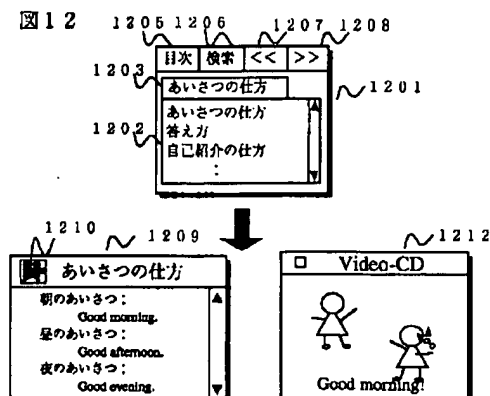 図12
1205 1206 1207 1208
目次 検索 << >>
1203
あいさつの仕方
1201
あいさつの仕方
1202
答え方
自己紹介の仕方
:
1210 1209
あいさつの仕方
朝のあいさつ:
Good morning.
昼のあいさつ:
Good afternoon.
夜のあいさつ:
Good evening.
1212
Video-CD
Good morning!